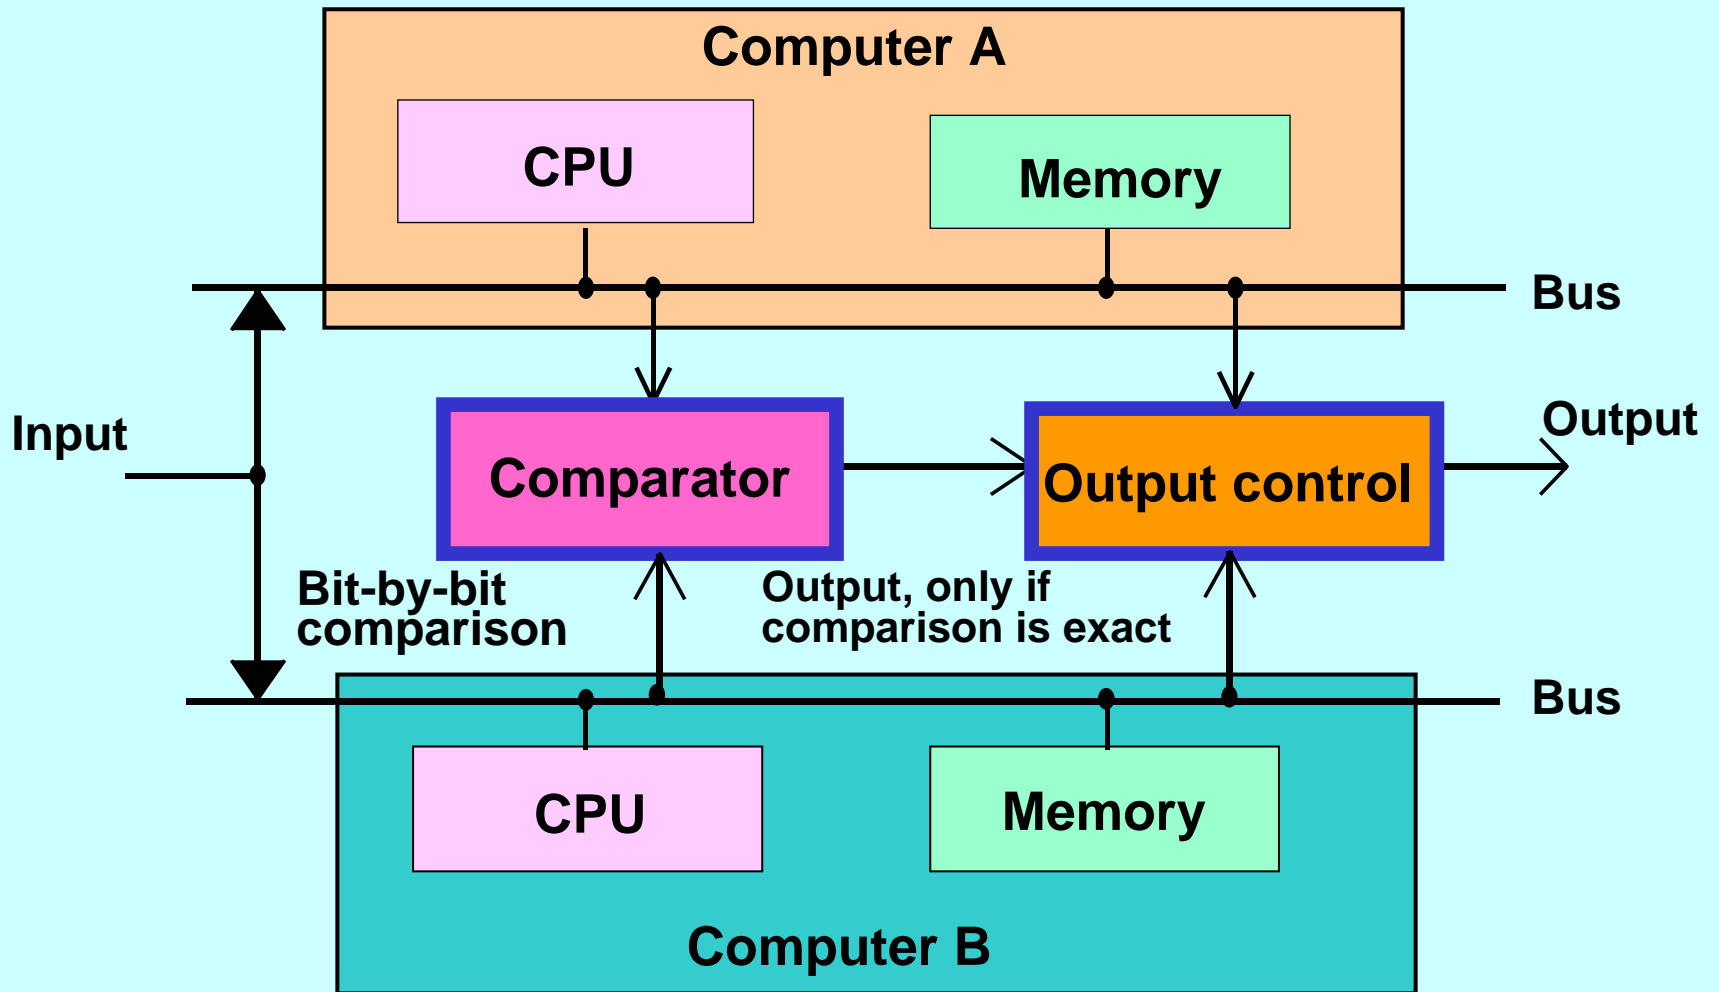 Computer A
CPU
Memory
Bus
Input
Comparator
Output control
Output
Bit-by-bit
comparison
Output, only if
comparison is exact
Bus
CPU
Memory
Computer B